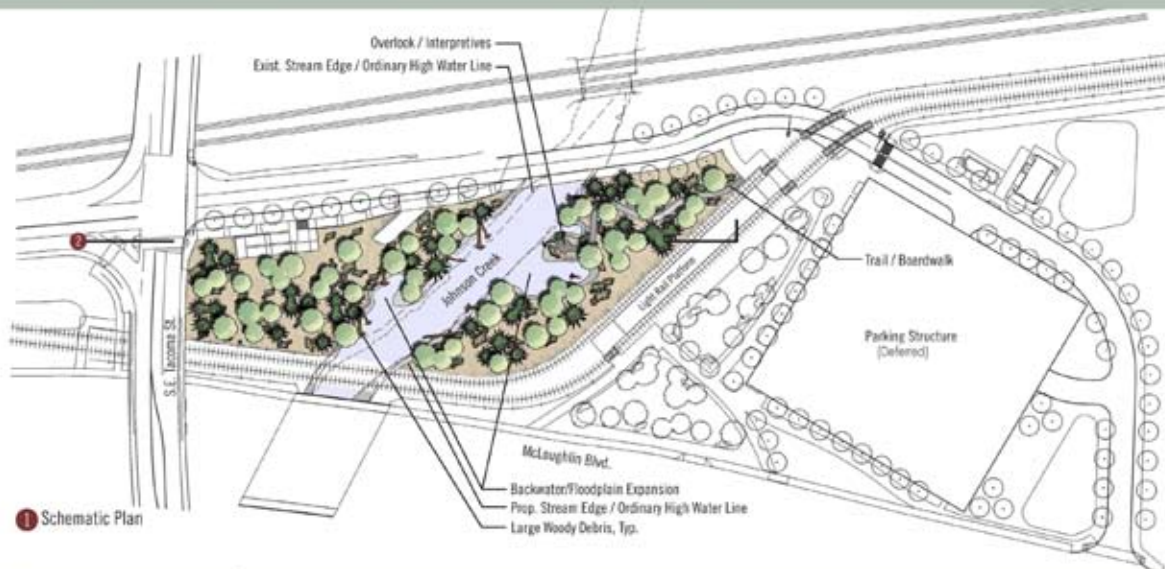 Overlook / Interpretives
Exist. Stream Edge / Ordinary High Water Line
2
S.E. Tacoma St.
Johnson Creek
Light Rail Platform
Trail / Boardwalk
Parking Structure
(Deferred)
McLoughlin Blvd.
Backwater/Floodplain Expansion
Prop. Stream Edge / Ordinary High Water Line
Large Woody Debris, Typ.
1 Schematic Plan